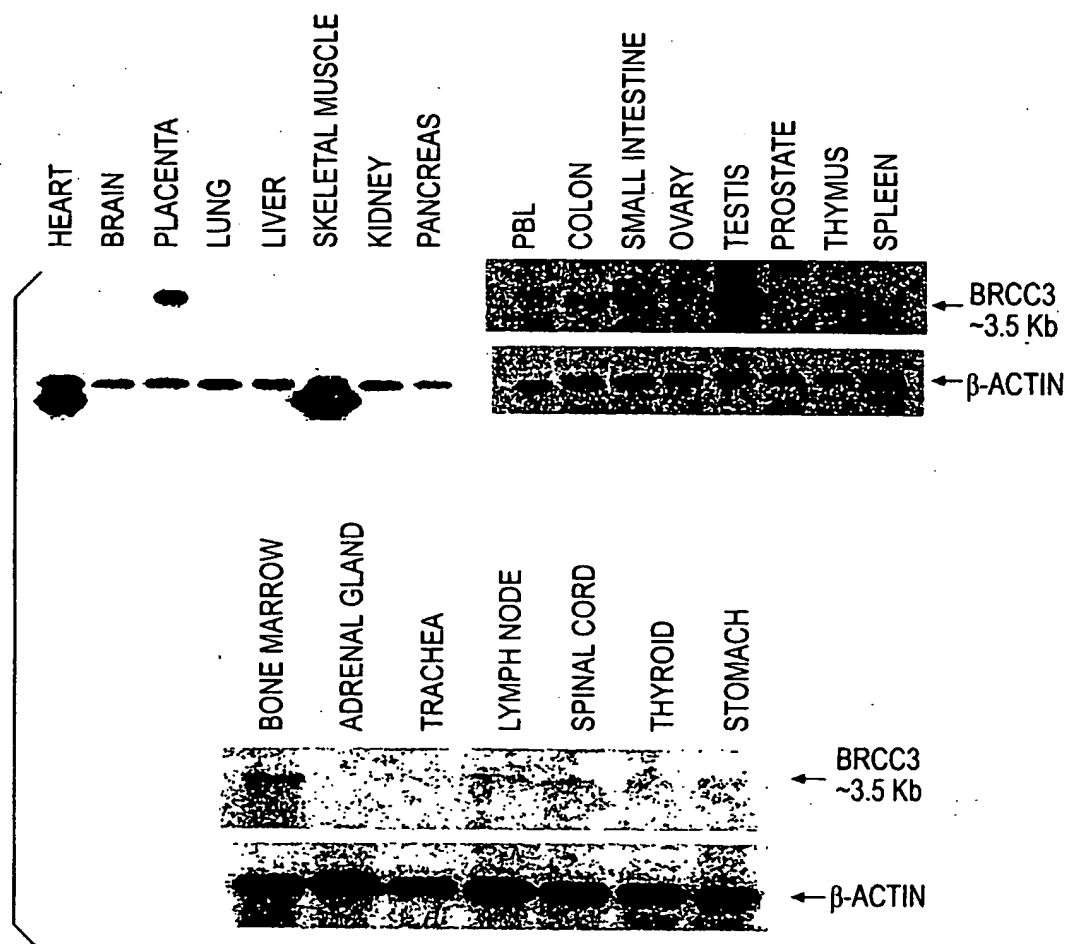 HEART
BRAIN
PLACENTA
LUNG
LIVER
SKELETAL MUSCLE
KIDNEY
PANCREAS
PBL
COLON
SMALL INTESTINE
OVARY
TESTIS
PROSTATE
THYMUS
SPLEEN
BRCC3
~3.5 Kb
β-ACTIN
BONE MARROW
ADRENAL GLAND
TRACHEA
LYMPH NODE
SPINAL CORD
THYROID
STOMACH
BRCC3
~3.5 Kb
β-ACTIN